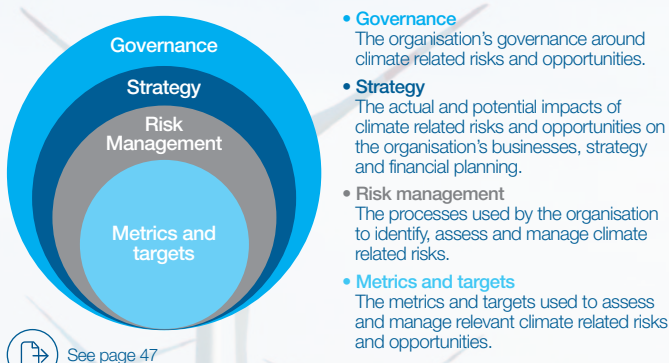 Governance
Strategy
Risk
Management
Metrics and
targets
See page 47
• Governance
The organisation's governance around
climate related risks and opportunities.
• Strategy
The actual and potential impacts of
climate related risks and opportunities on
the organisation's businesses, strategy
and financial planning.
• Risk management
The processes used by the organisation
to identify, assess and manage climate
related risks.
• Metrics and targets
The metrics and targets used to assess
and manage relevant climate related risks
and opportunities.